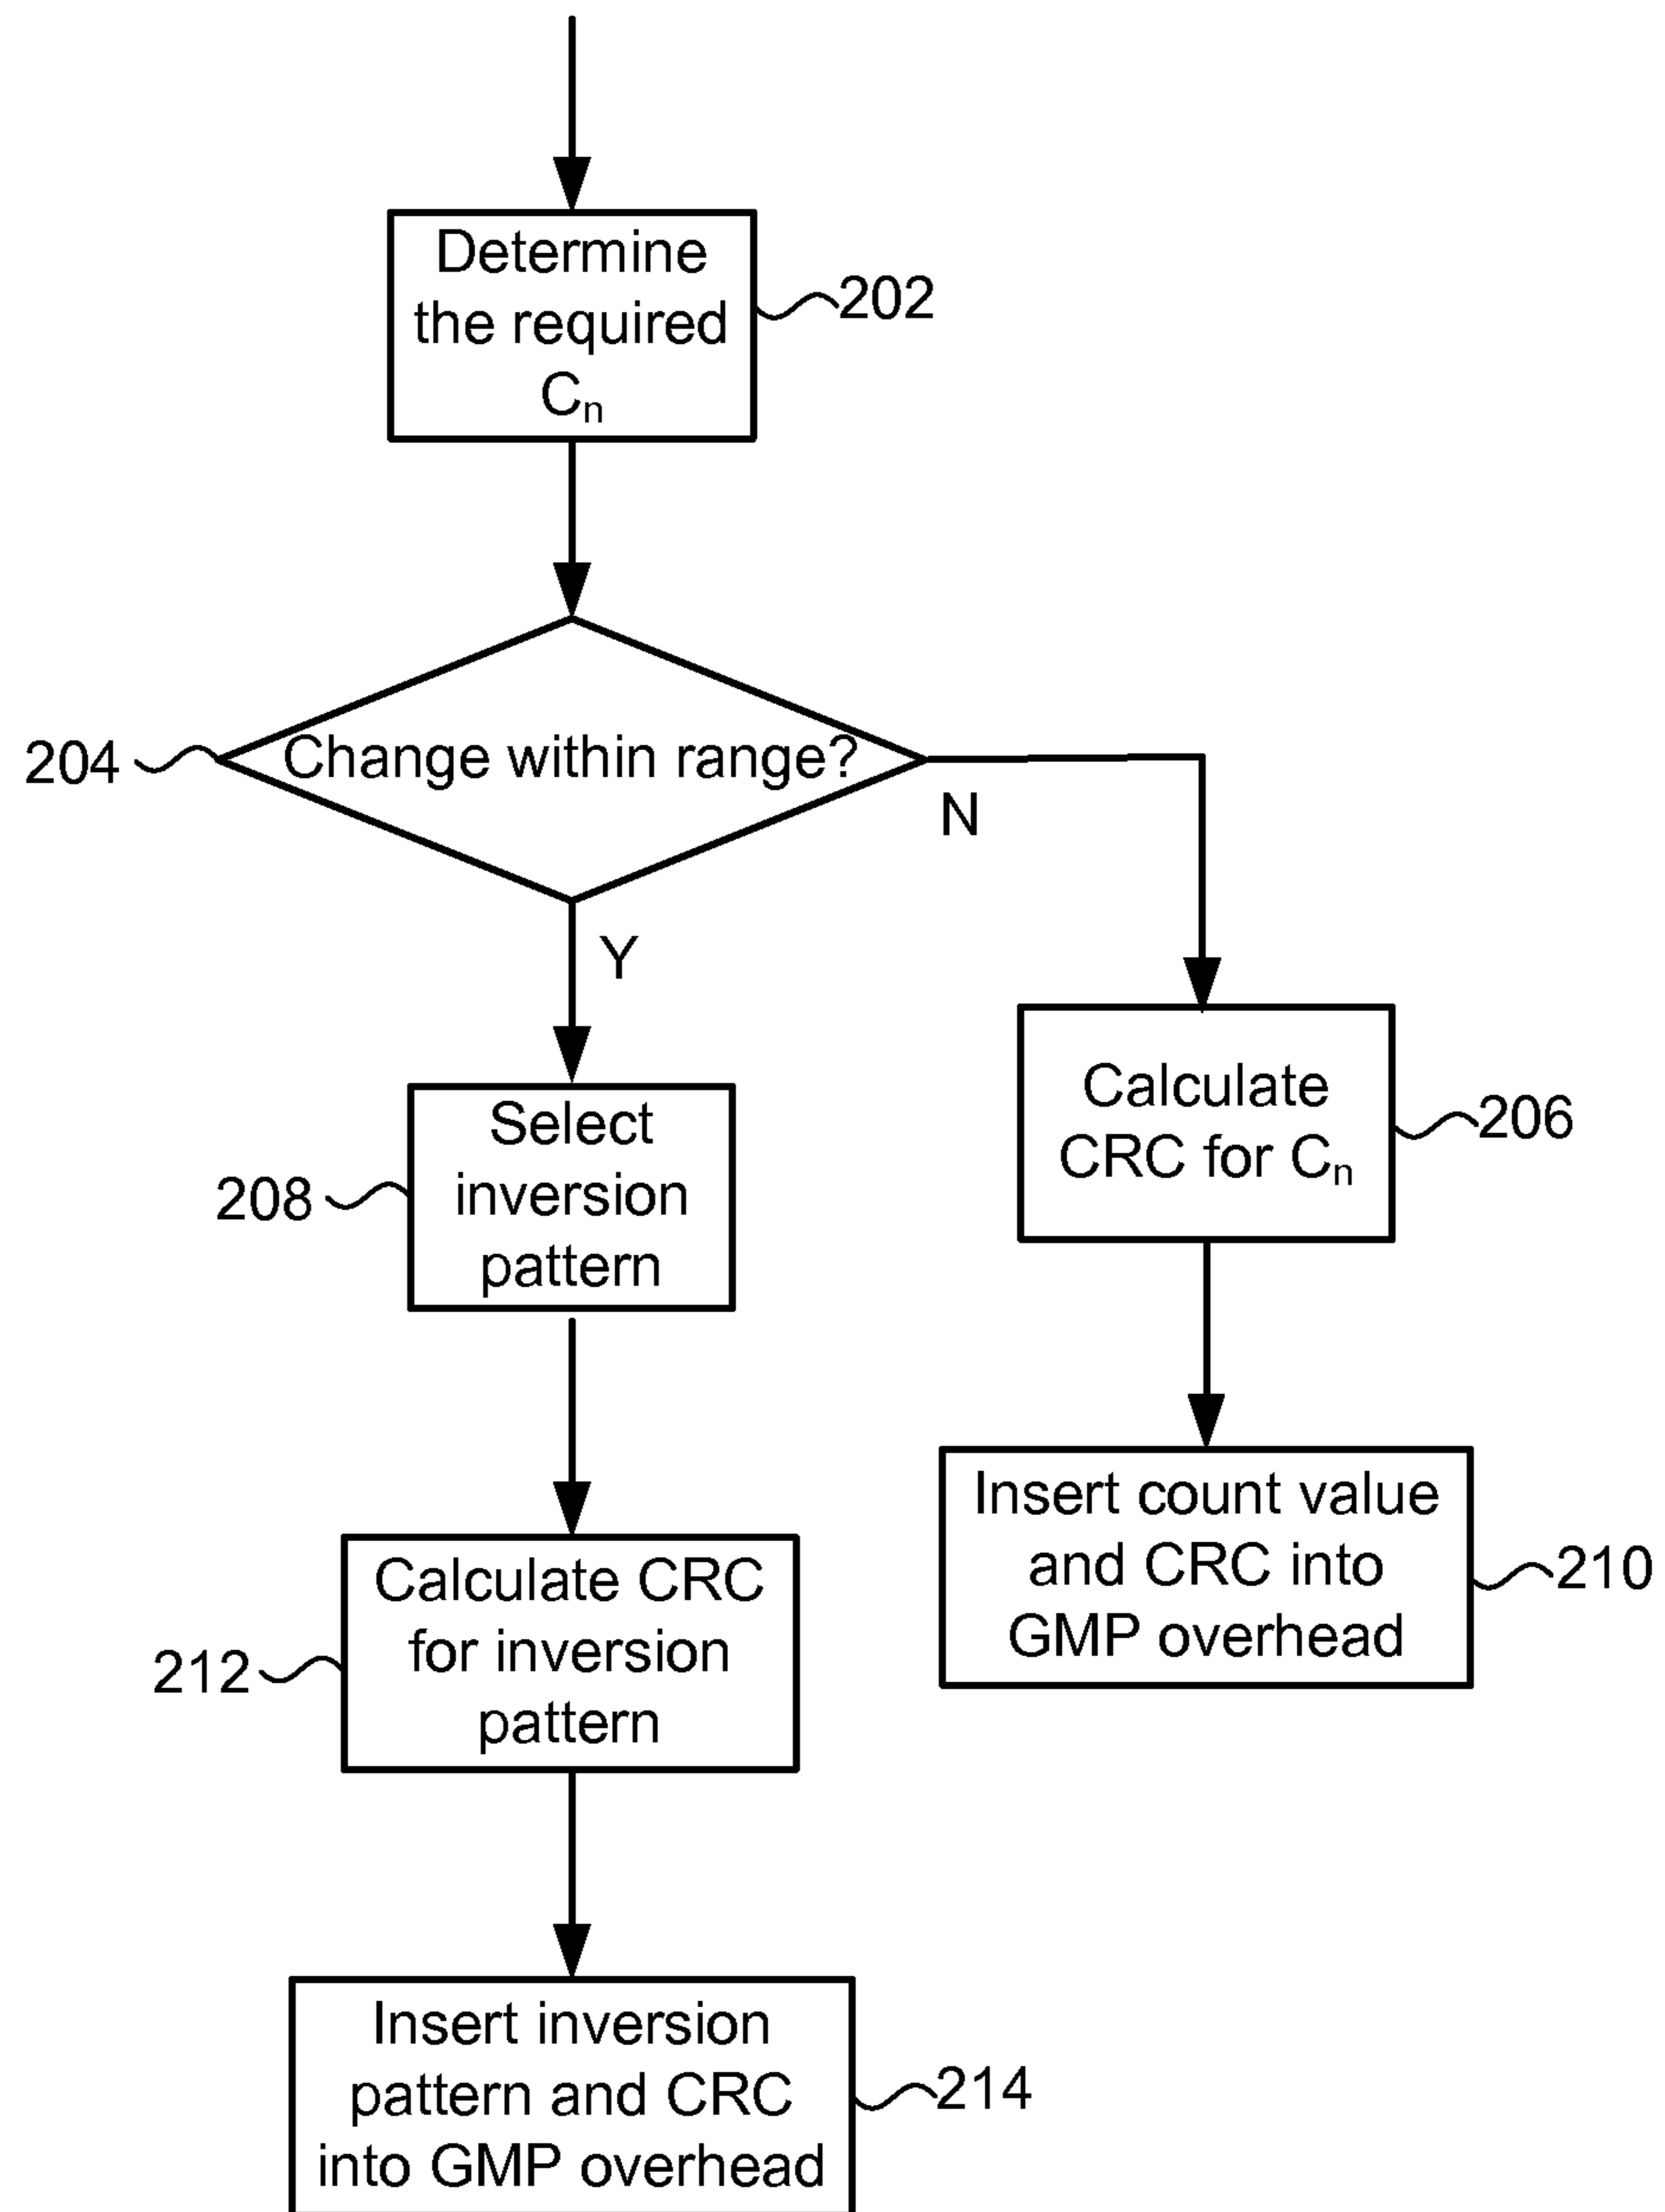 Determine
the required
Cn
202
Change within range?
204
N
Y
Select
inversion
pattern
208
Calculate
CRC for Cn
206
Insert count value
and CRC into
GMP overhead
210
Calculate CRC
for inversion
pattern
212
Insert inversion
pattern and CRC
into GMP overhead
214